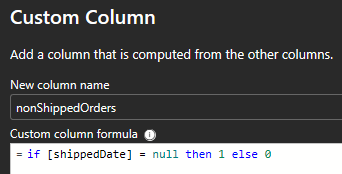 Custom Column
Add a column that is computed from the other columns.
New column name
nonShippedOrders
Custom column formula
= if [shippedDate] = null then 1 else 0